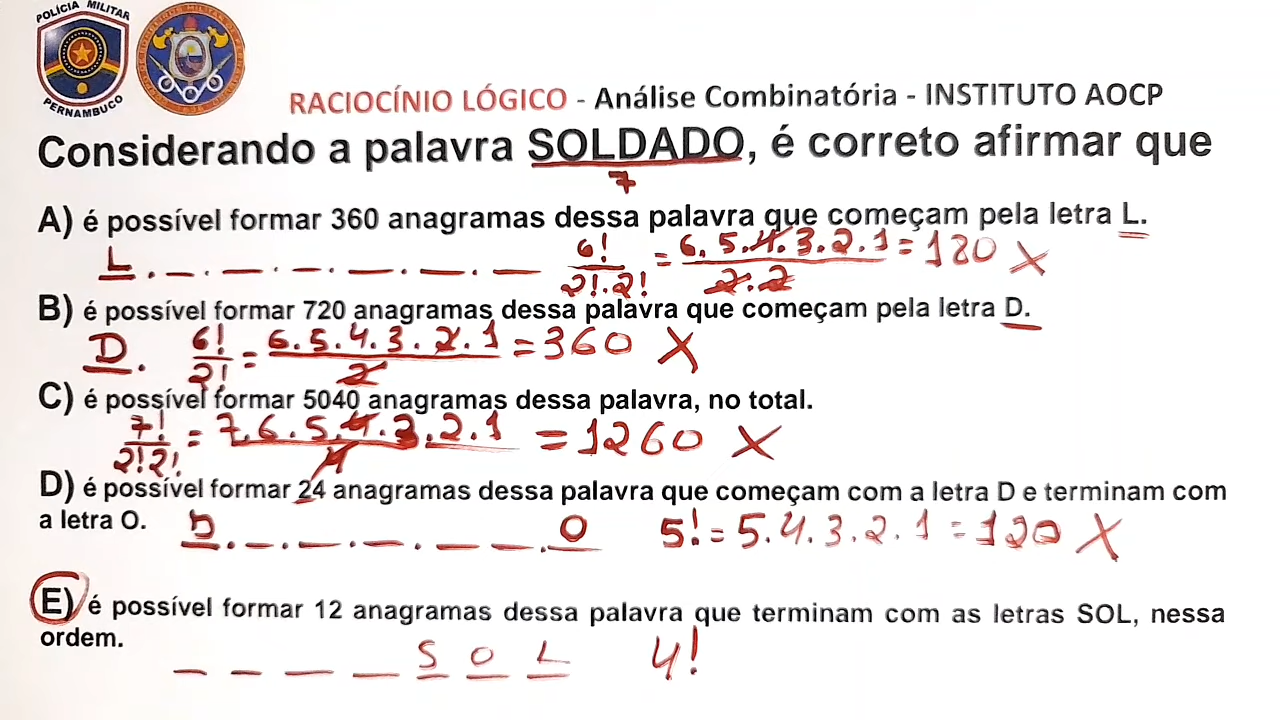 POLÍCIA MILITAR
PERNAMBUCO
RACIOCÍNIO LÓGICO - Análise Combinatória - INSTITUTO AOCP
Considerando a palavra SOLDADO, é correto afirmar que
7
A) é possível formar 360 anagramas dessa palavra que começam pela letra L.
L . _ . _ . _ . _ . _ . _ 6!/2!.2! = 6.5.4.3.2.1/2.2 = 180 X
B) é possível formar 720 anagramas dessa palavra que começam pela letra D.
D . 6!/2! = 6.5.4.3.2.1/2 = 360 X
C) é possível formar 5040 anagramas dessa palavra, no total.
7!/2!2! = 7.6.5.4.3.2.1/4 = 1260 X
D) é possível formar 24 anagramas dessa palavra que começam com a letra D e terminam com
a letra O. D . _ . _ . _ . _ . _ . O 5! = 5.4.3.2.1 = 120 X
E) é possível formar 12 anagramas dessa palavra que terminam com as letras SOL, nessa
ordem.
_ _ _ _ S O L 4!